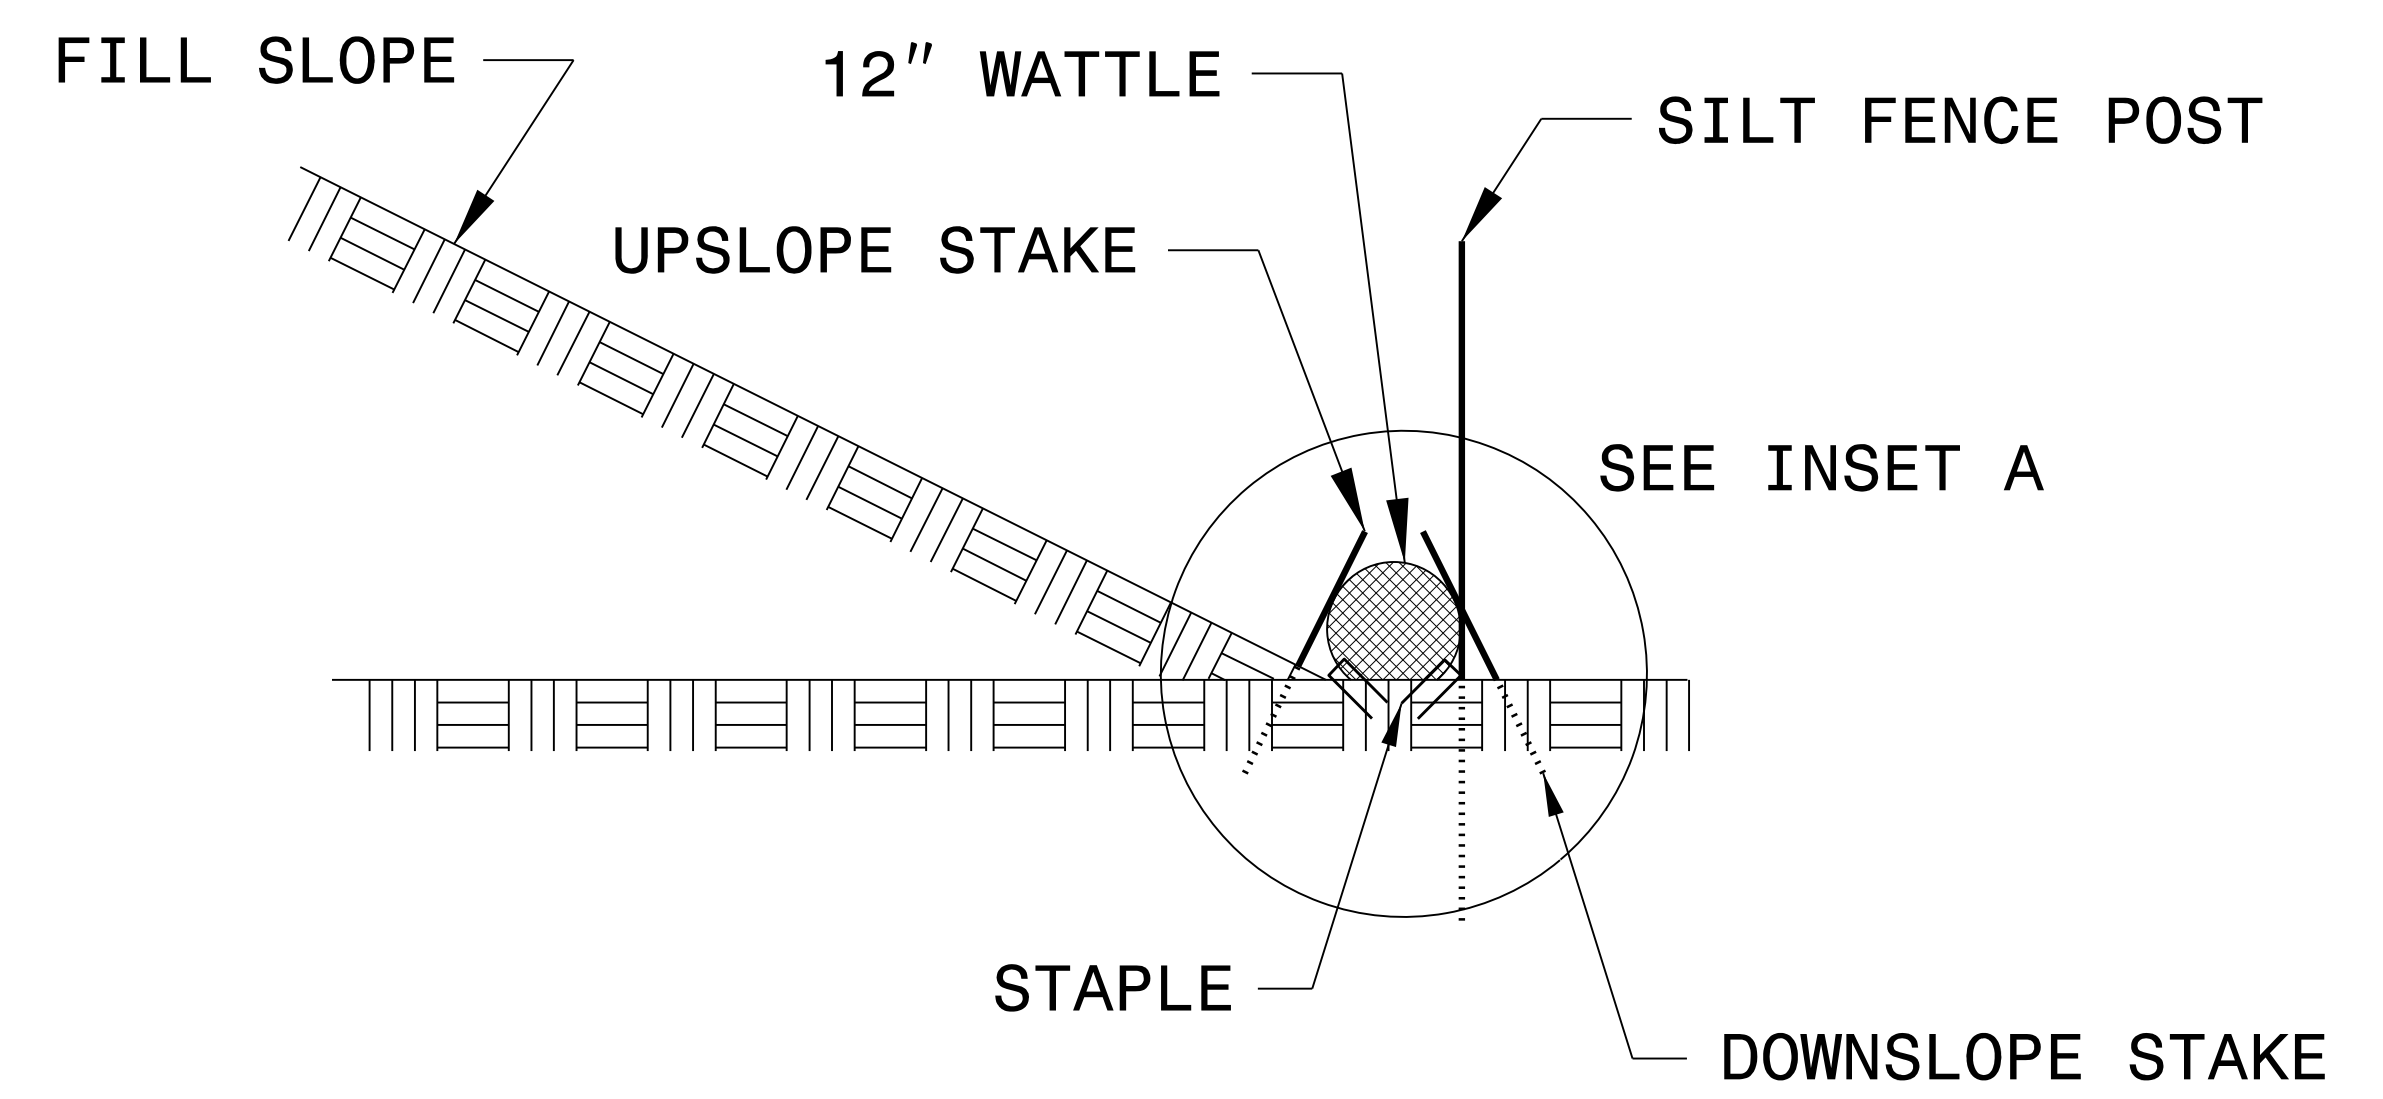 FILL SLOPE
12" WATTLE
SILT FENCE POST
UPSLOPE STAKE
SEE INSET A
STAPLE
DOWNSLOPE STAKE